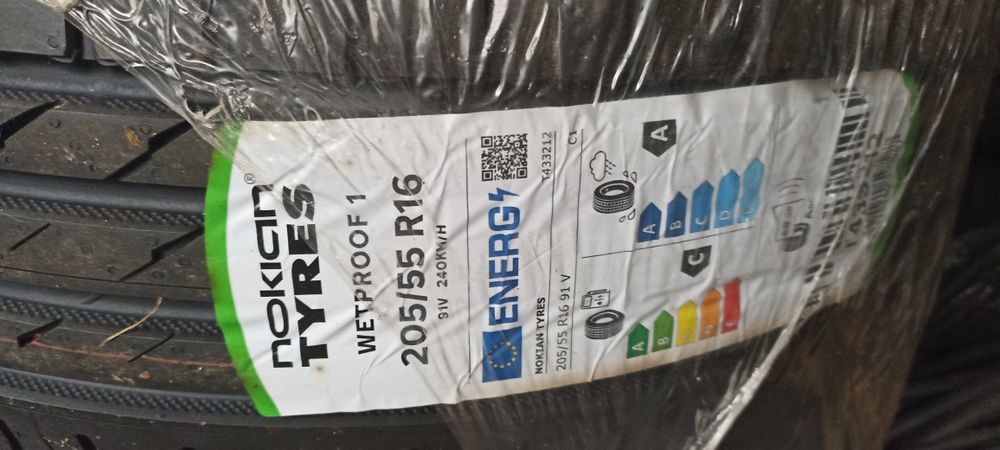 nokian®
TYRES
WETPROOF 1
205/55 R16
91V 240KM/H
ENERG
NOKIAN TYRES
T433212
205/55 R16 91 V
C1
C
A
A
B
C
D
E
A
B